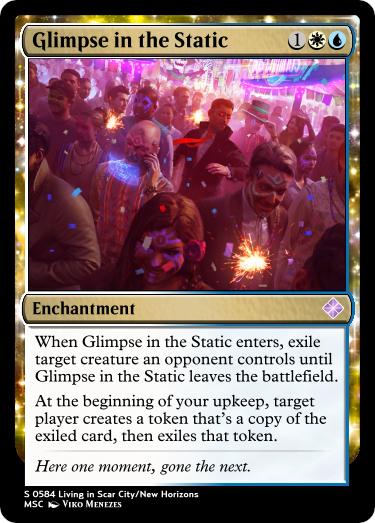 Glimpse in the Static 1
Enchantment
When Glimpse in the Static enters, exile
target creature an opponent controls until
Glimpse in the Static leaves the battlefield.
At the beginning of your upkeep, target
player creates a token that's a copy of the
exiled card, then exiles that token.
Here one moment, gone the next.
S 0584 Living in Scar City/New Horizons
MSC Viko Menezes